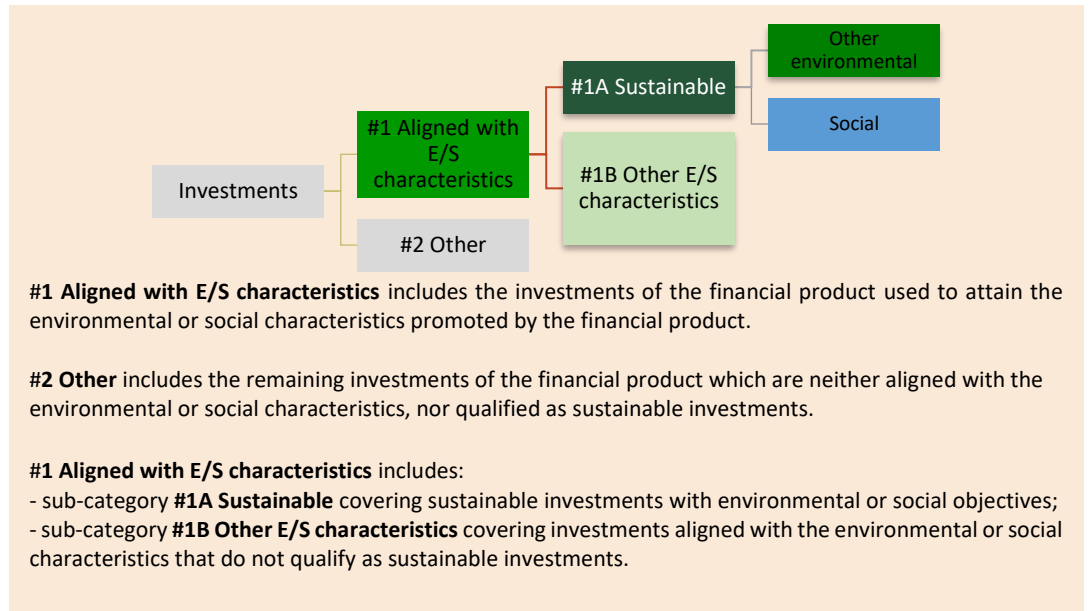 Other
environmental
#1A Sustainable
Social
#1 Aligned with
E/S
characteristics
#1B Other E/S
characteristics
Investments
#2 Other
#1 Aligned with E/S characteristics includes the investments of the financial product used to attain the
environmental or social characteristics promoted by the financial product.
#2 Other includes the remaining investments of the financial product which are neither aligned with the
environmental or social characteristics, nor qualified as sustainable investments.
#1 Aligned with E/S characteristics includes:
- sub-category #1A Sustainable covering sustainable investments with environmental or social objectives;
- sub-category #1B Other E/S characteristics covering investments aligned with the environmental or social
characteristics that do not qualify as sustainable investments.